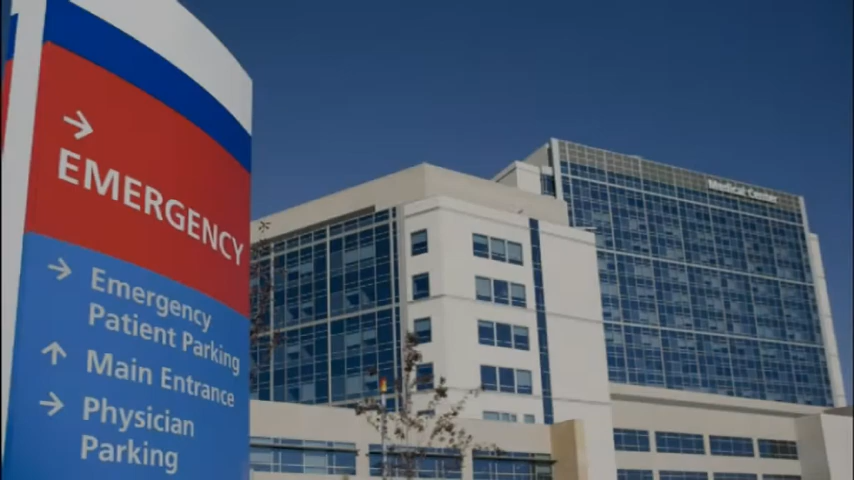 EMERGENCY
Emergency
Patient Parking
Main Entrance
Physician
Parking
Medical Center